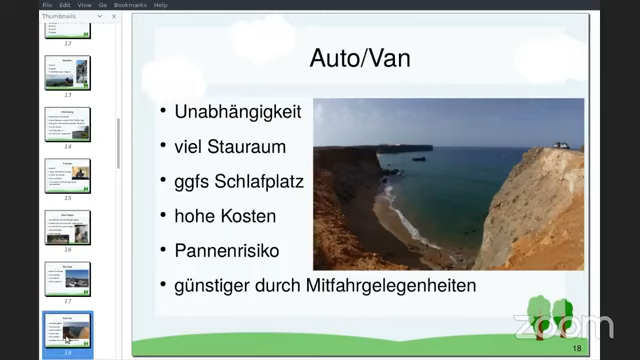 File Edit View Go Bookmarks Help
Thumbnails
12
13
14
15
16
17
18
Auto/Van
• Unabhängigkeit
• viel Stauraum
• ggfs Schlafplatz
• hohe Kosten
• Pannenrisiko
• günstiger durch Mitfahrgelegenheiten
zoom
18